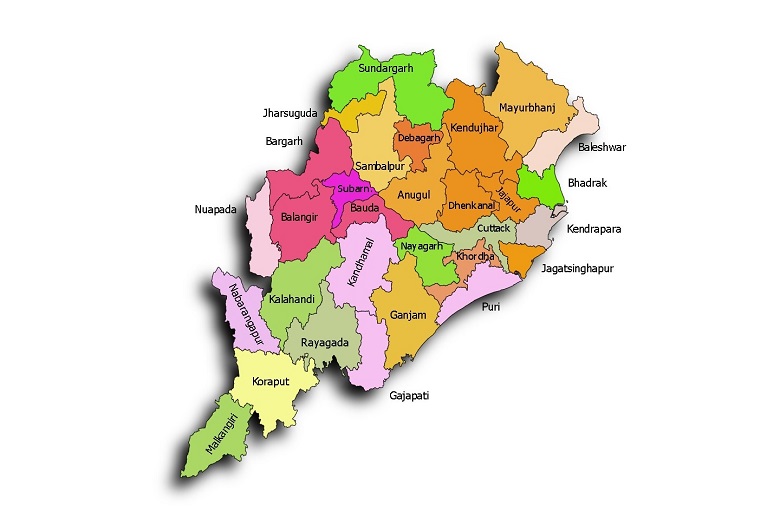 Sundargarh
Mayurbhanj
Jharsuguda
Kendujhar
Debagarh
Bargarh
Baleshwar
Sambalpur
Bhadrak
Subarn
Anugul
Jajapur
Nuapada
Balangir
Bauda
Dhenkanal
Cuttack
Kendrapara
Nayagarh
Kandhamal
Khordha
Jagatsinghapur
Nabarangapur
Kalahandi
Puri
Ganjam
Rayagada
Koraput
Gajapati
Malkangiri